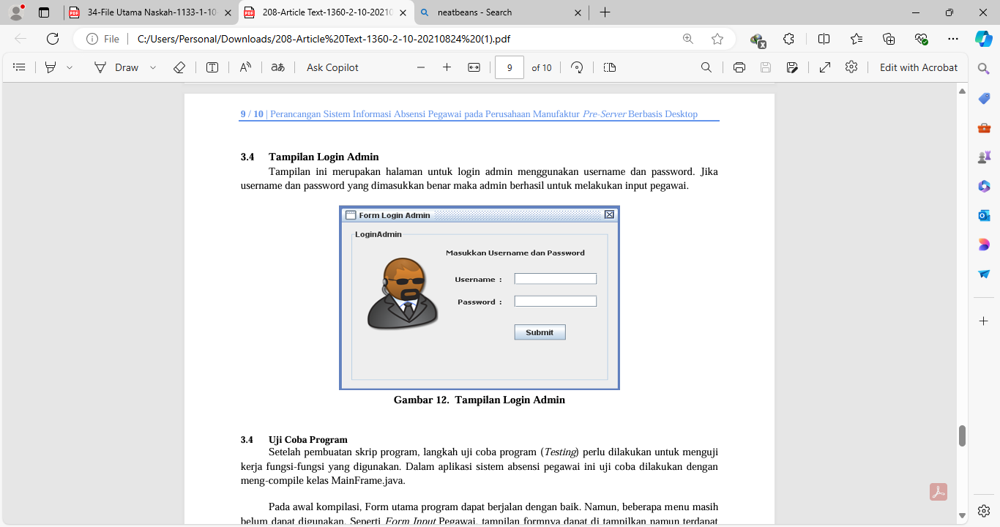 34-File Utama Naskah-1133-1-10
208-Article Text-1360-2-10-20210
neatbeans - Search
File
C:/Users/Personal/Downloads/208-Article%20Text-1360-2-10-20210824%20(1).pdf
Draw
aあ
Ask Copilot
9
of 10
Edit with Acrobat
9 / 10 | Perancangan Sistem Informasi Absensi Pegawai pada Perusahaan Manufaktur Pre-Server Berbasis Desktop
3.4 Tampilan Login Admin
Tampilan ini merupakan halaman untuk login admin menggunakan username dan password. Jika
username dan password yang dimasukkan benar maka admin berhasil untuk melakukan input pegawai.
Form Login Admin
LoginAdmin
Masukkan Username dan Password
Username :
Password :
Submit
Gambar 12. Tampilan Login Admin
3.4 Uji Coba Program
Setelah pembuatan skrip program, langkah uji coba program (Testing) perlu dilakukan untuk menguji
kerja fungsi-fungsi yang digunakan. Dalam aplikasi sistem absensi pegawai ini uji coba dilakukan dengan
meng-compile kelas MainFrame.java.
Pada awal kompilasi, Form utama program dapat berjalan dengan baik. Namun, beberapa menu masih
belum dapat digunakan. Seperti Form Input Pegawai, tampilan formnya dapat di tampilkan namun terdapat